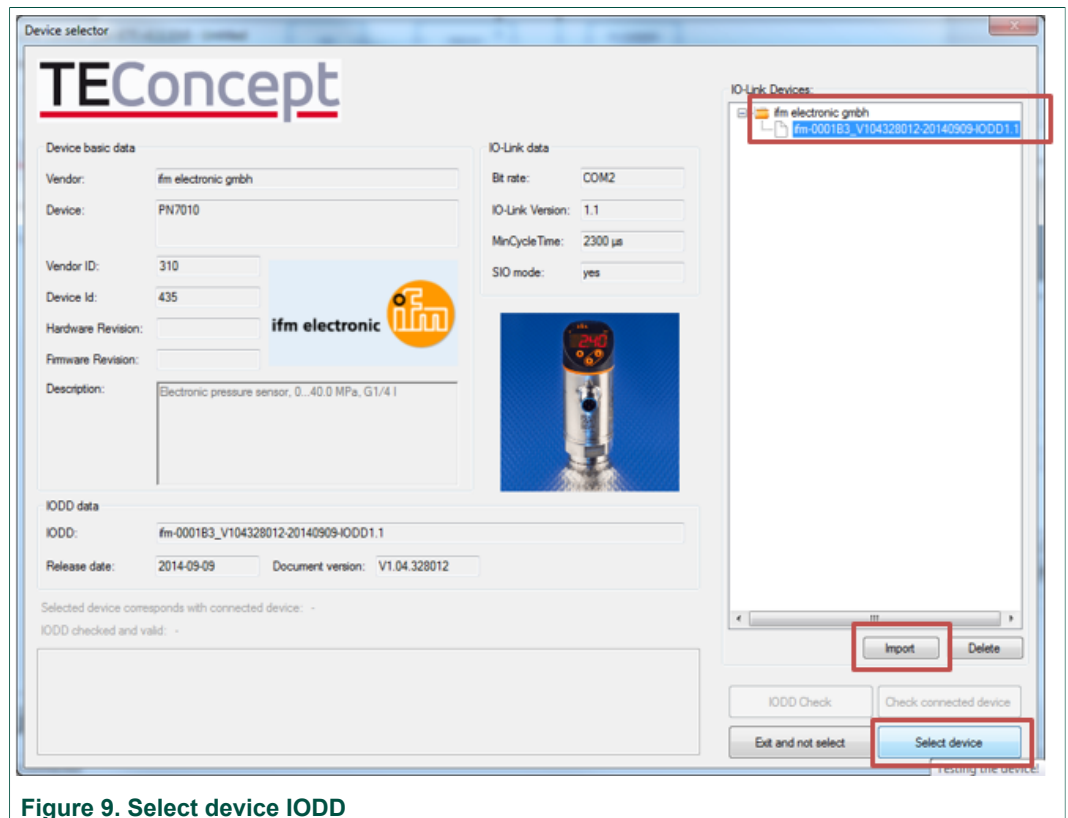 Device selector
TEConcept
Device basic data
Vendor: ifm electronic gmbh
Device: PN7010
Vendor ID: 310
Device Id: 435
Hardware Revision:
Firmware Revision:
ifm electronic ifm
Description: Electronic pressure sensor, 0...40.0 MPa, G1/4 I
IO-Link data
Bit rate: COM2
IO-Link Version: 1.1
MinCycleTime: 2300 µs
SIO mode: yes
240
IODD data
IODD: ifm-0001B3_V104328012-20140909-IODD1.1
Release date: 2014-09-09 Document version: V1.04.328012
Selected device corresponds with connected device: -
IODD checked and valid: -
IO-Link Devices:
ifm electronic gmbh
ifm-0001B3_V104328012-20140909-IODD1.1
Import Delete
IODD Check Check connected device
Exit and not select Select device
Testing the device!
Figure 9. Select device IODD